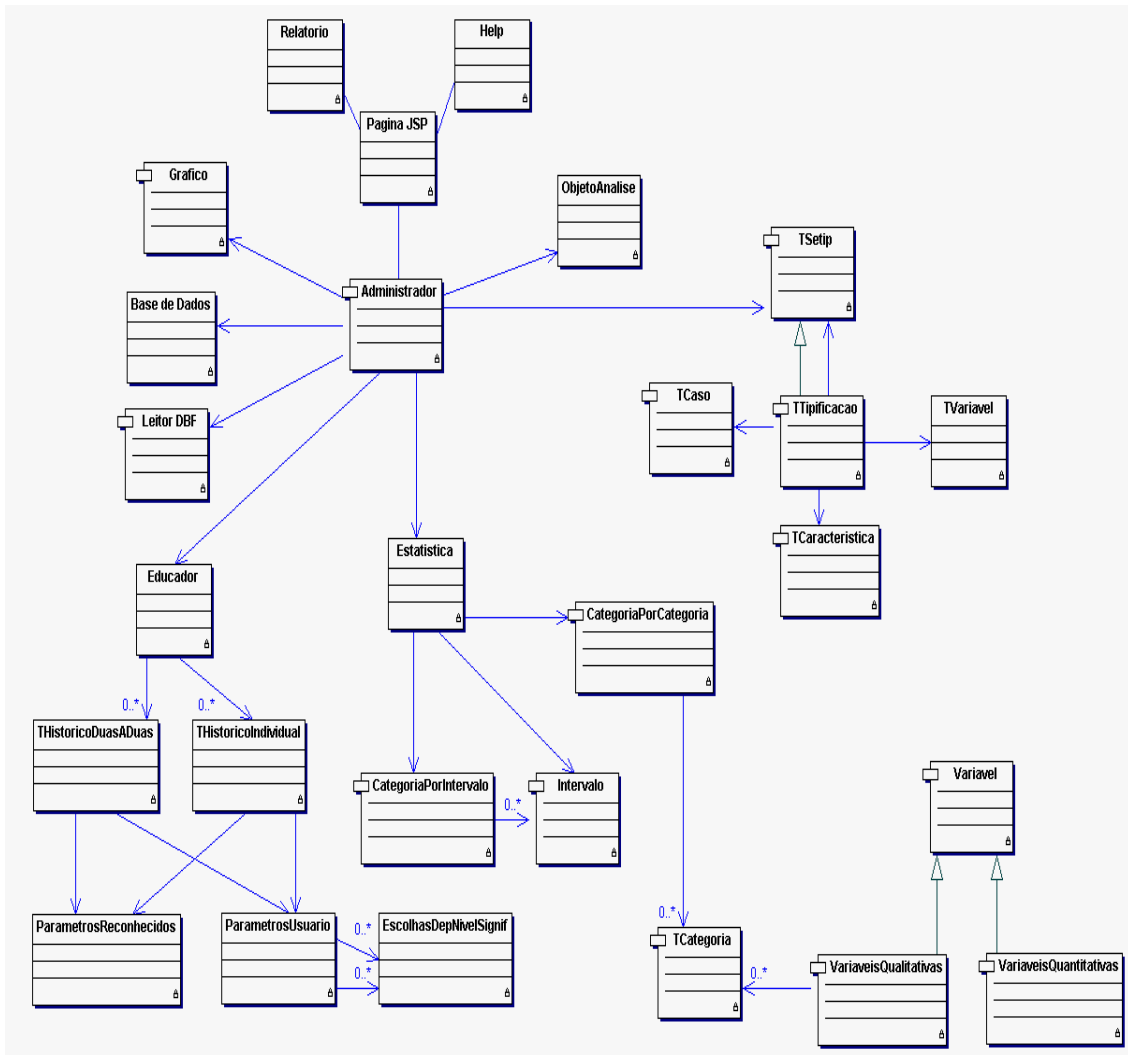 Relatorio
Help
Pagina JSP
Grafico
ObjetoAnalise
TSetip
Administrador
Base de Dados
TCaso
TTipificacao
TVariavel
Leitor DBF
TCaracteristica
Estatistica
Educador
CategoriaPorCategoria
0..*
0..*
THistoricoDuasADuas
THistoricoIndividual
CategoriaPorIntervalo
0..*
Intervalo
Variavel
ParametrosReconhecidos
ParametrosUsuario
0..*
0..*
EscolhasDepNivelSignif
0..*
TCategoria
0..*
VariaveisQualitativas
VariaveisQuantitativas